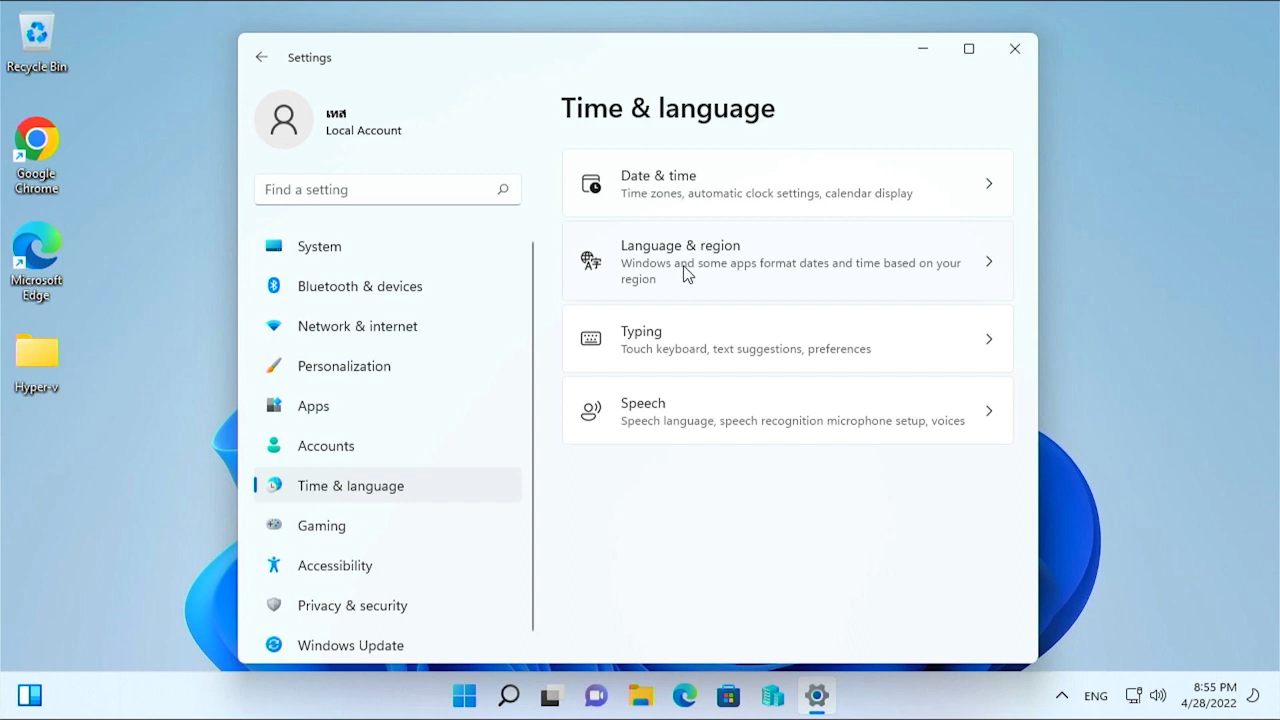 Recycle Bin
Google
Chrome
Microsoft
Edge
Hyper-v
Settings
เทส
Local Account
Find a setting
System
Bluetooth & devices
Network & internet
Personalization
Apps
Accounts
Time & language
Gaming
Accessibility
Privacy & security
Windows Update
Time & language
Date & time
Time zones, automatic clock settings, calendar display
Language & region
Windows and some apps format dates and time based on your
region
Typing
Touch keyboard, text suggestions, preferences
Speech
Speech language, speech recognition microphone setup, voices
ENG
8:55 PM
4/28/2022